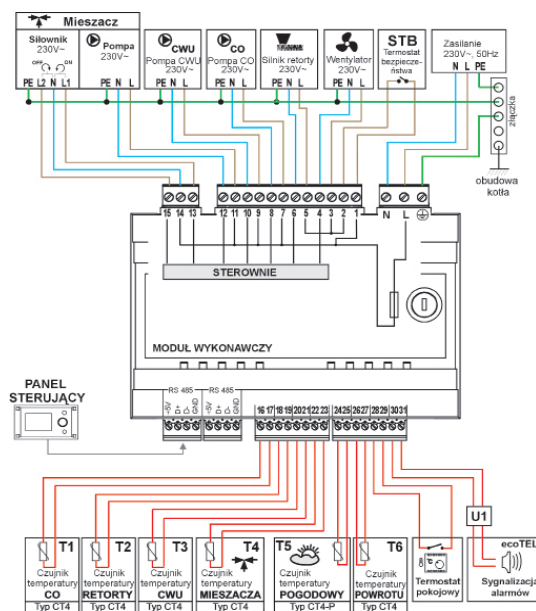 Mieszacz
Siłownik
230V~
OFF ON
PE L2 N L1
Pompa
230V~
PE N L
CWU
Pompa CWU
230V~
PE N L
CO
Pompa CO
230V~
PE N L
Silnik retorty
230V~
PE N L
Wentylator
230V~
PE N L
STB
Termostat
bezpiecze-
ństwa
Zasilanie
230V~, 50Hz
N L PE
złączka
obudowa
kotła
15 14 13
12 11 10 9 8 7 6 5 4 3 2 1
N L
STEROWNIE
MODUŁ WYKONAWCZY
PANEL
STERUJĄCY
RS 485
RS 485
+5V D+ D- GND
+5V D+ D- GND
16 17 18 19 20 21 22 23
24 25 26 27 28 29 30 31
U1
T1
Czujnik
temperatury
CO
Typ CT4
T2
Czujnik
temperatury
RETORTY
Typ CT4
T3
Czujnik
temperatury
CWU
Typ CT4
T4
Czujnik
temperatury
MIESZACZA
Typ CT4
T5
Czujnik
temperatury
POGODOWY
Typ CT4-P
T6
Czujnik
temperatury
POWROTU
Typ CT4
Termostat
pokojowy
ecoTEL
Sygnalizacja
alarmów